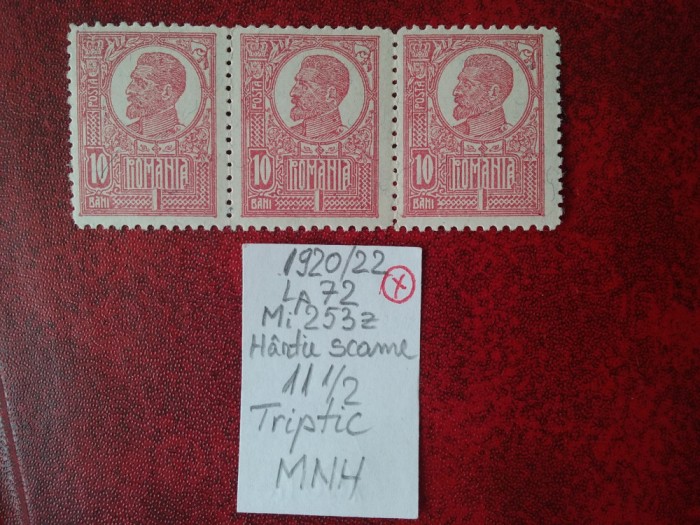 POSTA
10
BANI
ROMANIA
POSTA
10
BANI
ROMANIA
POSTA
10
BANI
ROMANIA
1920/22
LP 72 X
Mi 253z
Hârtie scame
11 1/2
Triptic
MNH